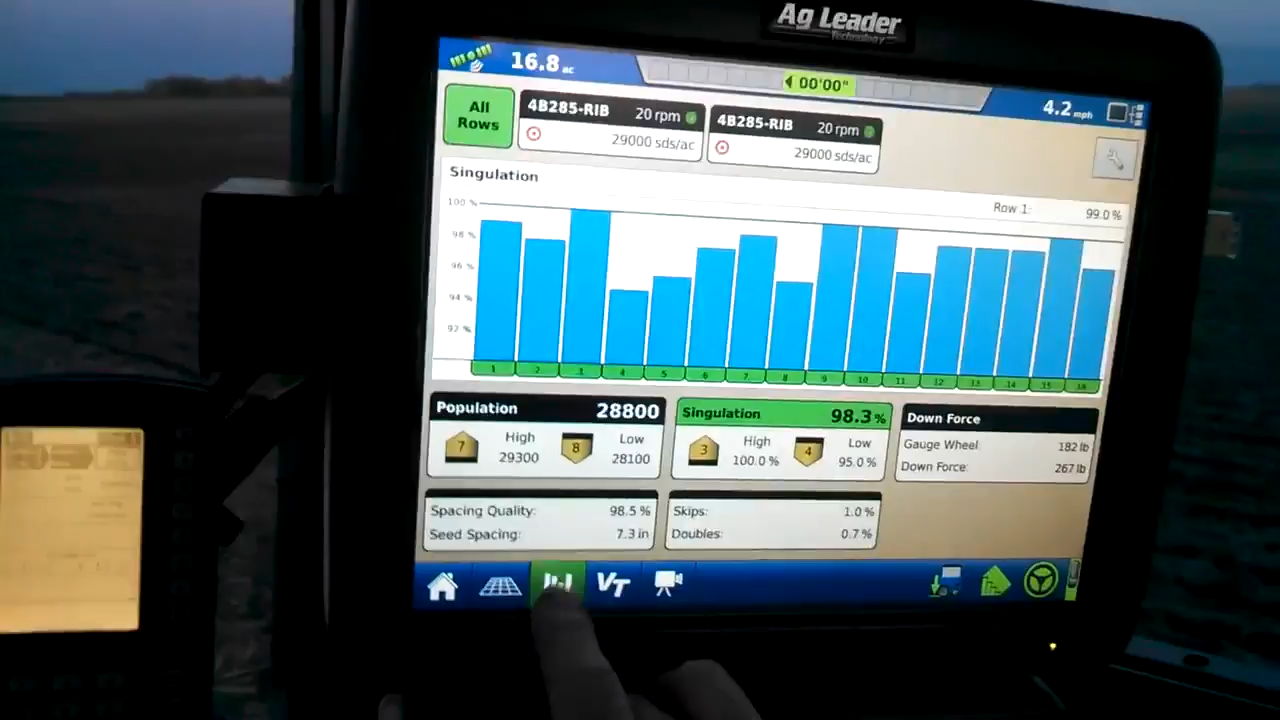 Ag Leader
Technology
16.8 ac
00'00"
4.2 mph
All
Rows
4B285-RIB
20 rpm
29000 sds/ac
4B285-RIB
20 rpm
29000 sds/ac
Singulation
Row 1: 99.0 %
100 %
98 %
96 %
94 %
92 %
1 2 3 4 5 6 7 8 9 10 11 12 13 14 15 16
Population 28800
7 High 29300
8 Low 28100
Singulation 98.3 %
3 High 100.0 %
4 Low 95.0 %
Down Force
Gauge Wheel: 182 lb
Down Force: 267 lb
Spacing Quality: 98.5 %
Seed Spacing: 7.3 in
Skips: 1.0 %
Doubles: 0.7 %
VT